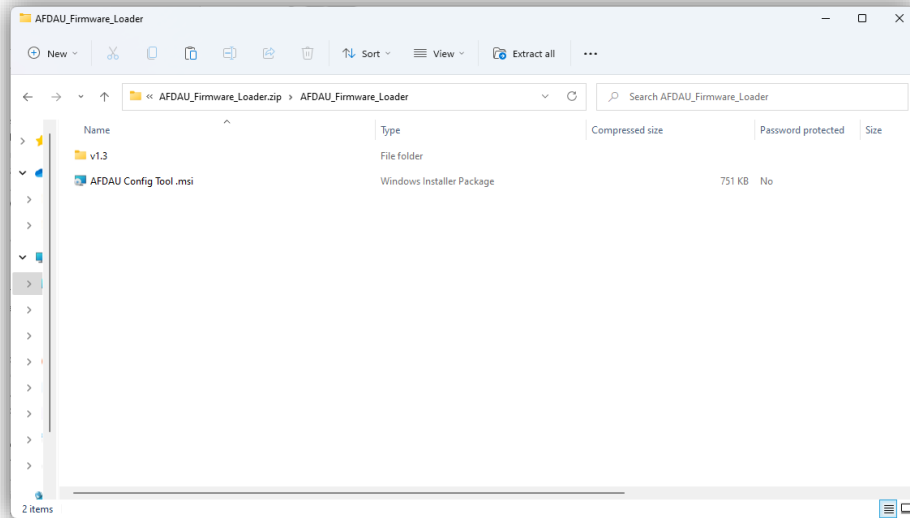 AFDAU_Firmware_Loader
New Sort View Extract all
« AFDAU_Firmware_Loader.zip > AFDAU_Firmware_Loader Search AFDAU_Firmware_Loader
Name Type Compressed size Password protected Size
v1.3 File folder
AFDAU Config Tool .msi Windows Installer Package 751 KB No
2 items